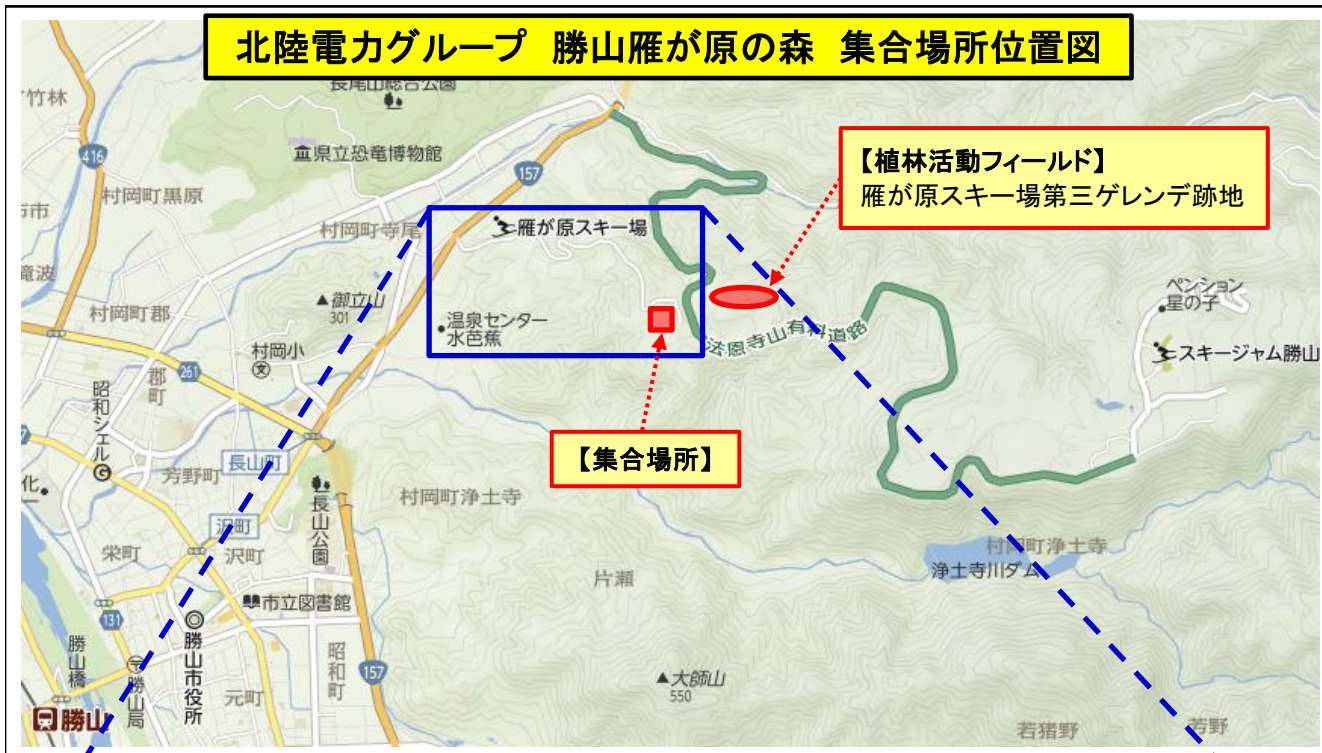 北陸電力グループ 勝山雁が原の森 集合場所位置図
竹林
長尾山総合公園
416
県立恐竜博物館
157
【植林活動フィールド】
雁が原スキー場第三ゲレンデ跡地
村岡町黒原
市
村岡町寺尾
雁が原スキー場
滝波
御立山
301
村岡町郡
温泉センター
水芭蕉
ペンション
星の子
法恩寺山有料道路
スキージャム勝山
村岡小
文
261
郡町
昭和シェル
【集合場所】
長山町
芳野町
化
長山公園
村岡町浄土寺
沢町
栄町
沢町
村岡町浄土寺
浄土寺川ダム
片瀬
市立図書館
131
勝山橋
勝山局
勝山市役所
昭和町
157
元町
大師山
550
勝山
若猪野
芳野